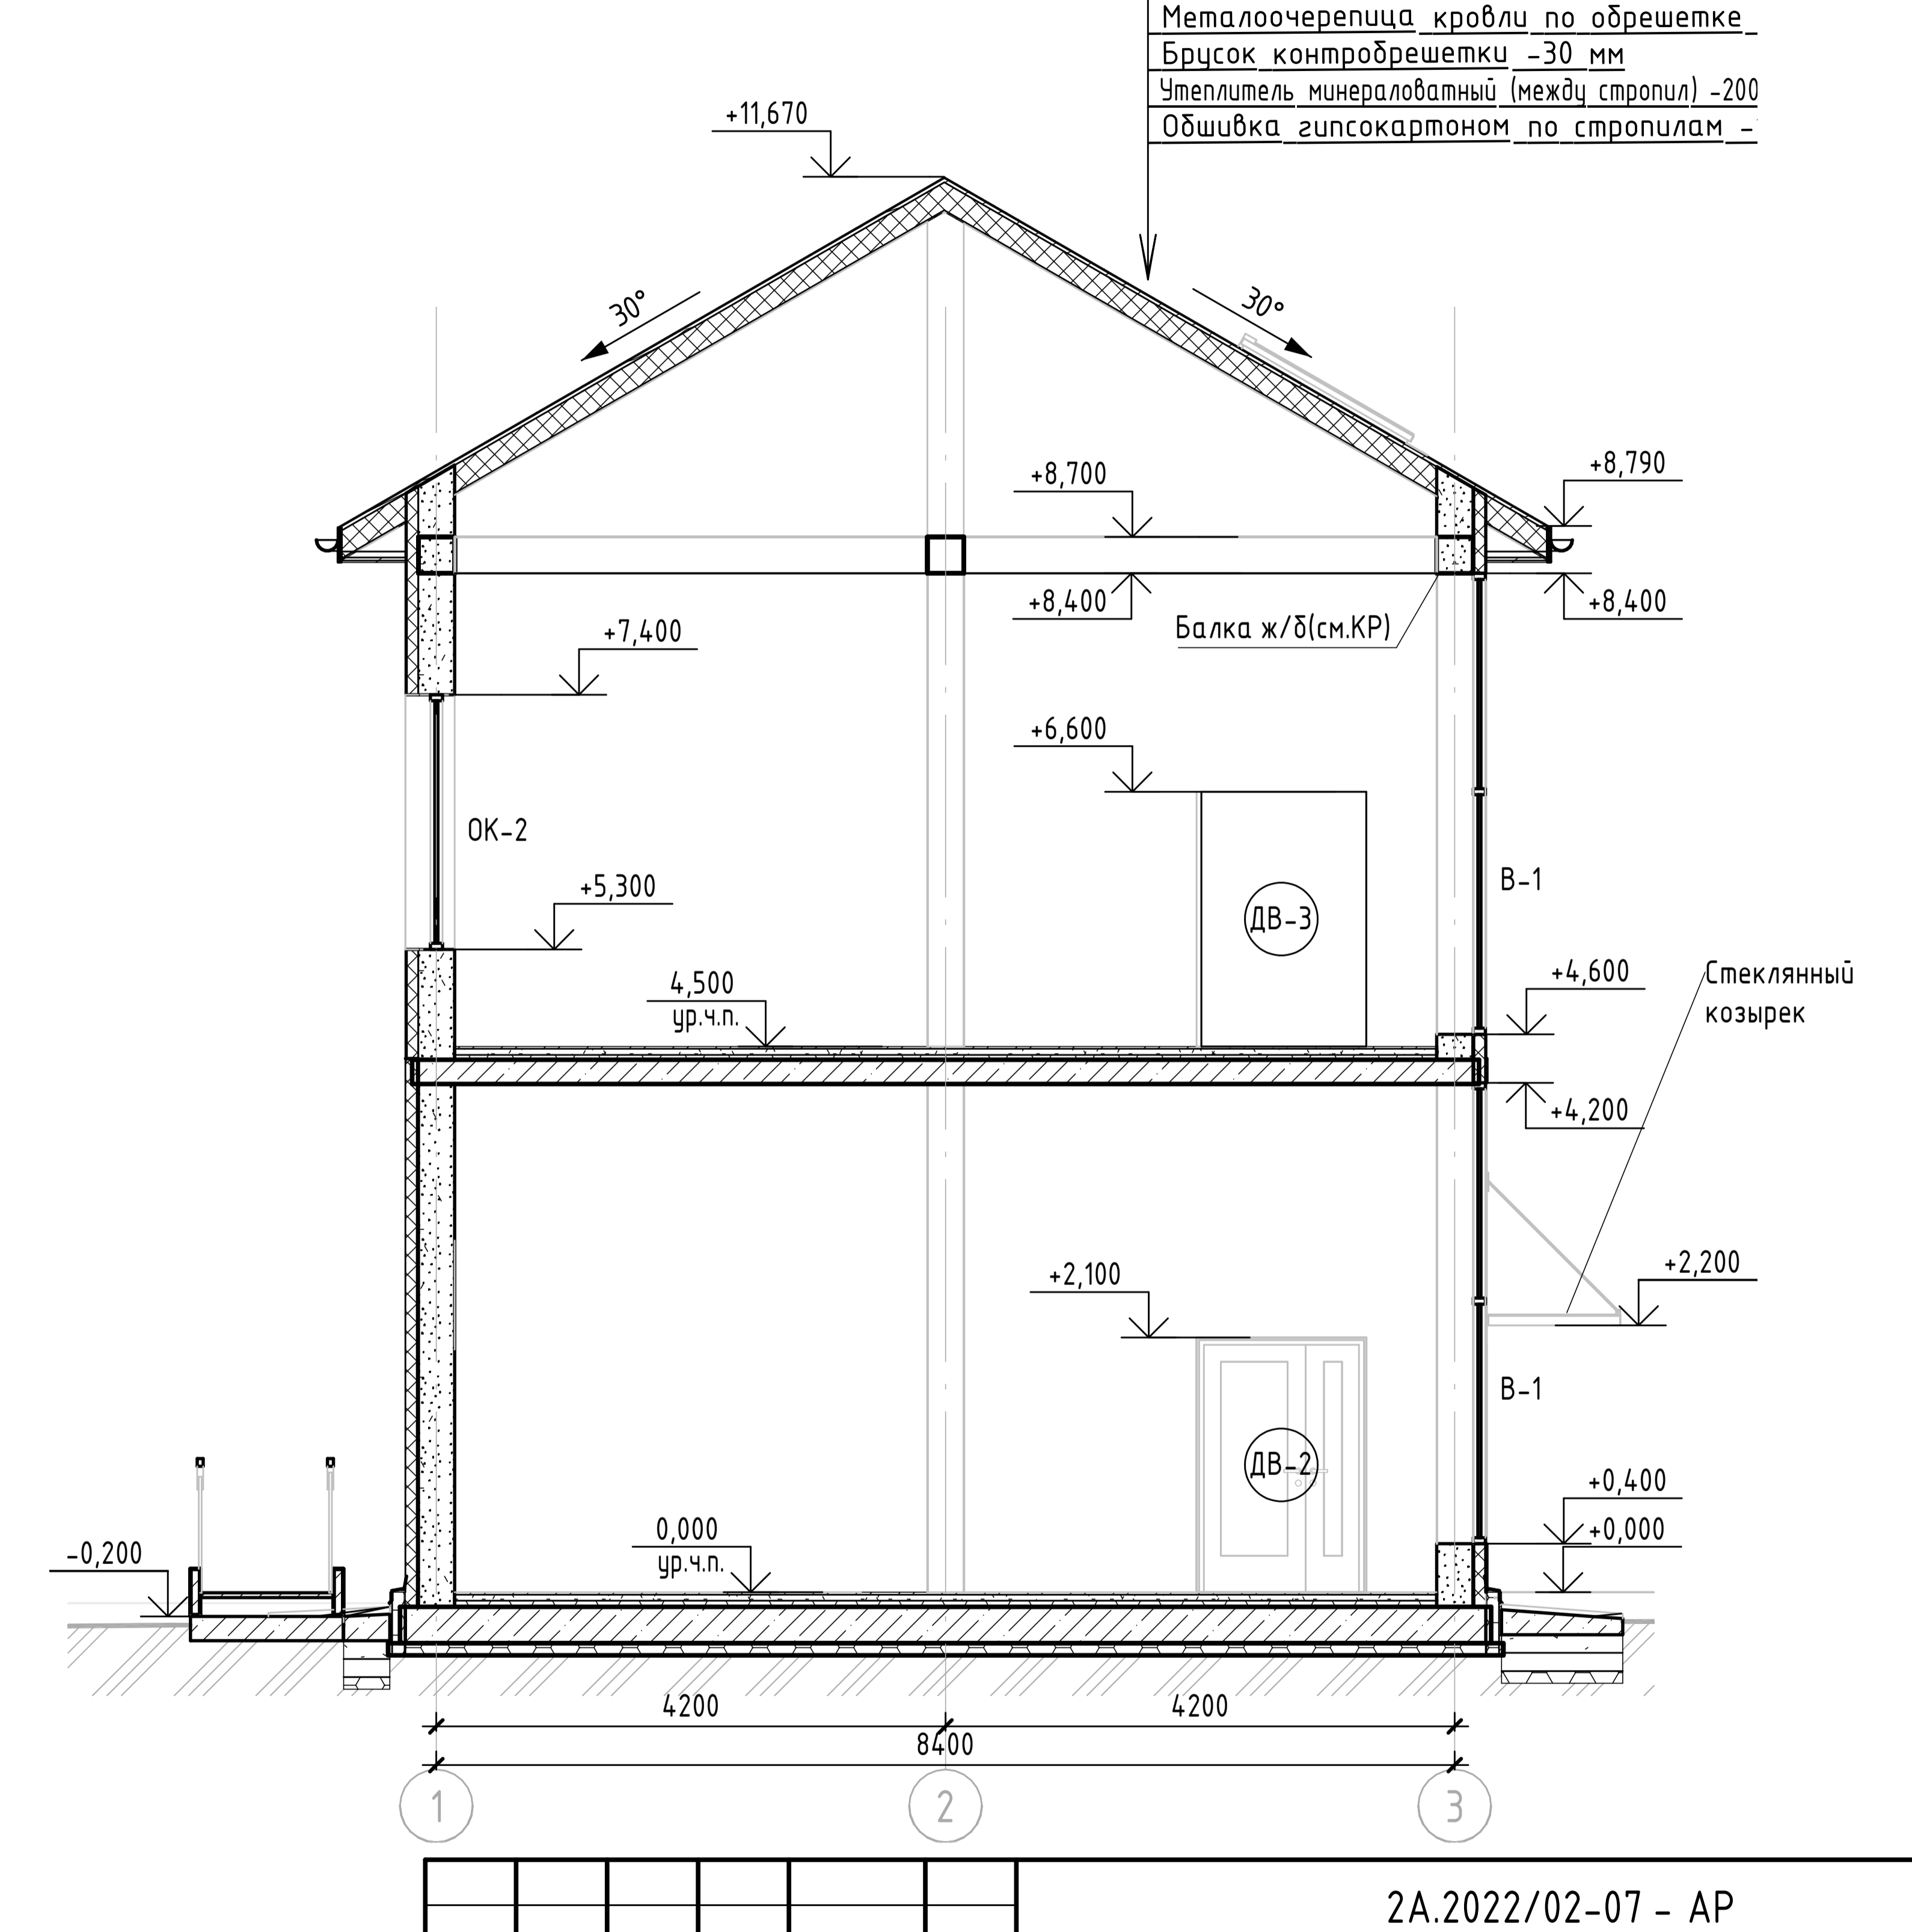 Металоочерепица кровли по обрешетке -
Брусок контробрешетки -30 мм
Утеплитель минераловатный (между стропил) -200
Обшивка гипсокартоном по стропилам -
+11,670
30°
30°
+8,700
+8,790
+8,400
+8,400
Балка ж/б(см.КР)
+7,400
+6,600
ОК-2
В-1
+5,300
ДВ-3
4,500
ур.ч.п.
+4,600
Стеклянный
козырек
+4,200
+2,200
+2,100
В-1
ДВ-2
+0,400
0,000
ур.ч.п.
+0,000
-0,200
4200
4200
8400
1
2
3
2А.2022/02-07 - АР